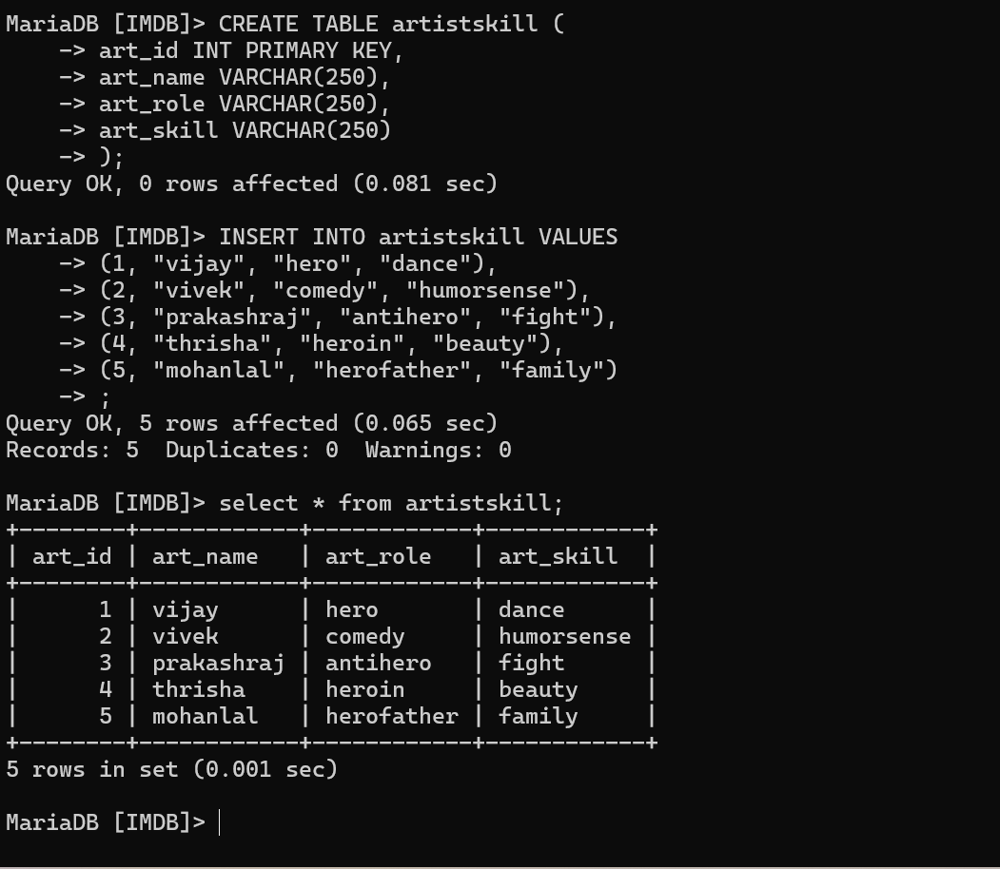 MariaDB [IMDB]> CREATE TABLE artistskill (
    -> art_id INT PRIMARY KEY,
    -> art_name VARCHAR(250),
    -> art_role VARCHAR(250),
    -> art_skill VARCHAR(250)
    -> );
Query OK, 0 rows affected (0.081 sec)

MariaDB [IMDB]> INSERT INTO artistskill VALUES
    -> (1, "vijay", "hero", "dance"),
    -> (2, "vivek", "comedy", "humorsense"),
    -> (3, "prakashraj", "antihero", "fight"),
    -> (4, "thrisha", "heroin", "beauty"),
    -> (5, "mohanlal", "herofather", "family")
    -> ;
Query OK, 5 rows affected (0.065 sec)
Records: 5  Duplicates: 0  Warnings: 0

MariaDB [IMDB]> select * from artistskill;
+--------+------------+------------+------------+
| art_id | art_name   | art_role   | art_skill  |
+--------+------------+------------+------------+
|      1 | vijay      | hero       | dance      |
|      2 | vivek      | comedy     | humorsense |
|      3 | prakashraj | antihero   | fight      |
|      4 | thrisha    | heroin     | beauty     |
|      5 | mohanlal   | herofather | family     |
+--------+------------+------------+------------+
5 rows in set (0.001 sec)

MariaDB [IMDB]>